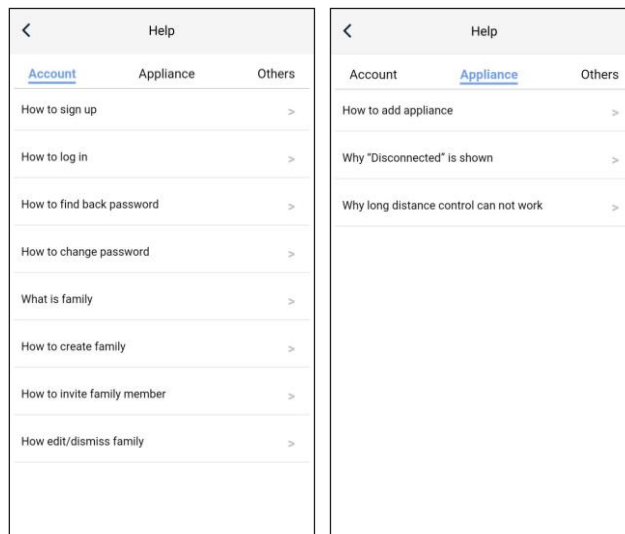 Help
Account Appliance Others
How to sign up >
How to log in >
How to find back password >
How to change password >
What is family >
How to create family >
How to invite family member >
How edit/dismiss family >
Help
Account Appliance Others
How to add appliance >
Why “Disconnected” is shown >
Why long distance control can not work >